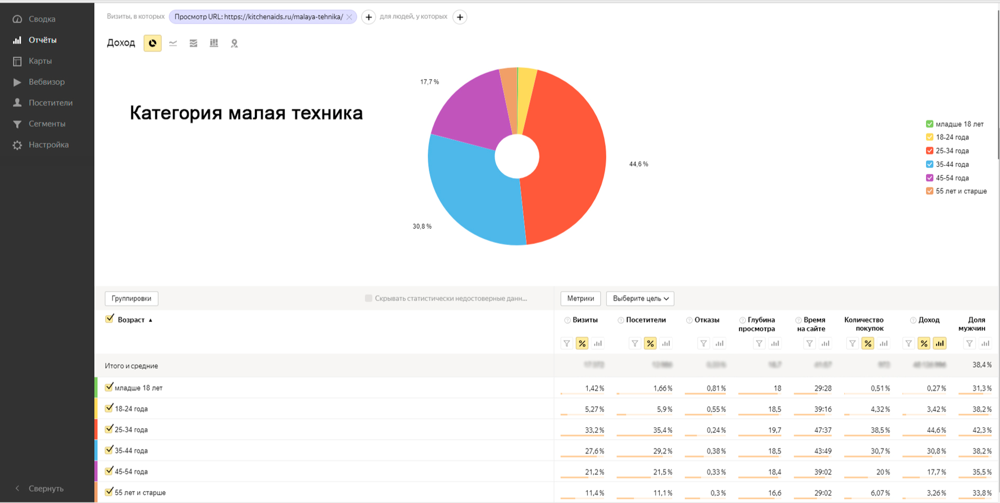 Сводка
Отчёты
Карты
Вебвизор
Посетители
Сегменты
Настройка
Свернуть
Визиты, в которых Просмотр URL: https://kitchenaids.ru/malaya-tehnika/ для людей, у которых
Доход
Категория малая техника
17,7 %
44,6 %
30,8 %
младше 18 лет
18-24 года
25-34 года
35-44 года
45-54 года
55 лет и старше
Группировки Скрывать статистически недостоверные данн... Метрики Выберите цель
Возраст ▲ Визиты Посетители Отказы Глубина просмотра Время на сайте Количество покупок Доход Доля мужчин
% % % %
Итого и средние 38,4 %
младше 18 лет 1,42 % 1,66 % 0,81 % 18 29:28 0,51 % 0,27 % 31,3 %
18-24 года 5,27 % 5,9 % 0,55 % 18,5 39:16 4,32 % 3,42 % 38,2 %
25-34 года 33,2 % 35,4 % 0,24 % 19,7 47:37 38,5 % 44,6 % 42,3 %
35-44 года 27,6 % 29,2 % 0,38 % 18,5 43:49 30,7 % 30,8 % 38,2 %
45-54 года 21,2 % 21,5 % 0,33 % 18,4 39:02 20 % 17,7 % 35,5 %
55 лет и старше 11,4 % 11,1 % 0,3 % 16,6 29:02 6,07 % 3,26 % 33,8 %